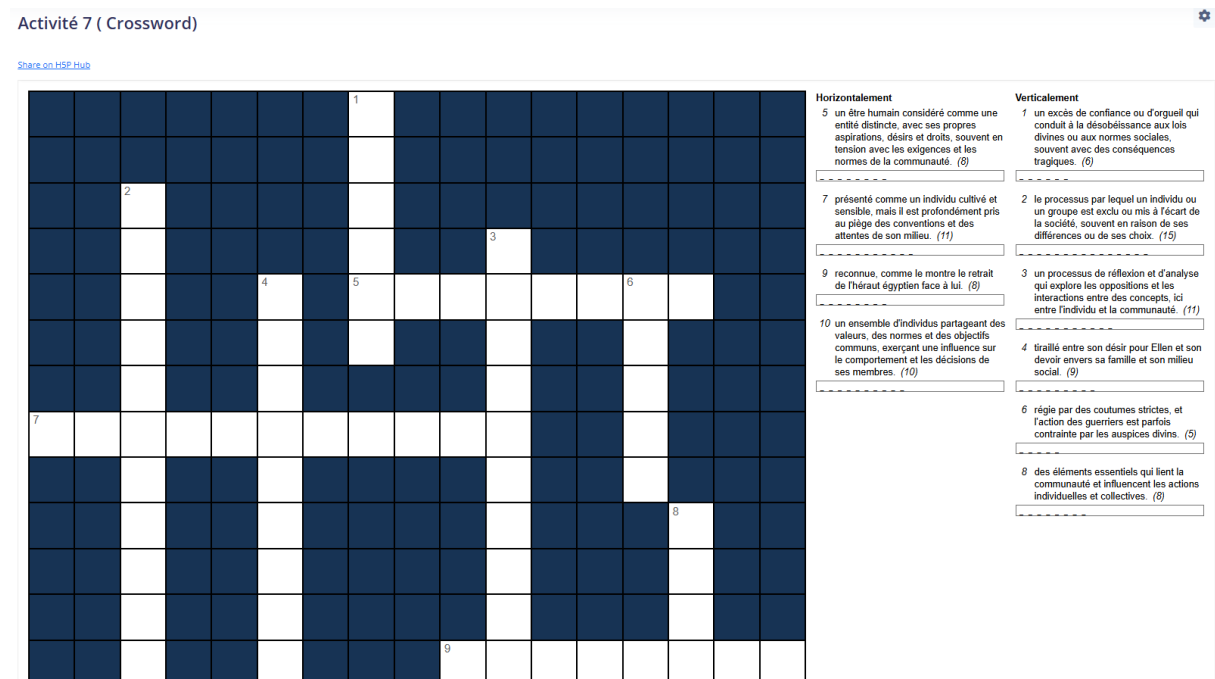 Activité 7 ( Crossword)
Share on H5P Hub
1
2
3
4
5
6
7
8
9
Horizontalement
5 un être humain considéré comme une
entité distincte, avec ses propres
aspirations, désirs et droits, souvent en
tension avec les exigences et les
normes de la communauté. (8)
_ _ _ _ _ _ _ _
7 présenté comme un individu cultivé et
sensible, mais il est profondément pris
au piège des conventions et des
attentes de son milieu. (11)
_ _ _ _ _ _ _ _ _ _ _
9 reconnue, comme le montre le retrait
de l'héraut égyptien face à lui. (8)
_ _ _ _ _ _ _ _
10 un ensemble d'individus partageant des
valeurs, des normes et des objectifs
communs, exerçant une influence sur
le comportement et les décisions de
ses membres. (10)
_ _ _ _ _ _ _ _ _ _
Verticalement
1 un excès de confiance ou d'orgueil qui
conduit à la désobéissance aux lois
divines ou aux normes sociales,
souvent avec des conséquences
tragiques. (6)
_ _ _ _ _ _
2 le processus par lequel un individu ou
un groupe est exclu ou mis à l'écart de
la société, souvent en raison de ses
différences ou de ses choix. (15)
_ _ _ _ _ _ _ _ _ _ _ _ _ _ _
3 un processus de réflexion et d'analyse
qui explore les oppositions et les
interactions entre des concepts, ici
entre l'individu et la communauté. (11)
_ _ _ _ _ _ _ _ _ _ _
4 tiraillé entre son désir pour Ellen et son
devoir envers sa famille et son milieu
social. (9)
_ _ _ _ _ _ _ _ _
6 régie par des coutumes strictes, et
l'action des guerriers est parfois
contrainte par les auspices divins. (5)
_ _ _ _ _
8 des éléments essentiels qui lient la
communauté et influencent les actions
individuelles et collectives. (8)
_ _ _ _ _ _ _ _